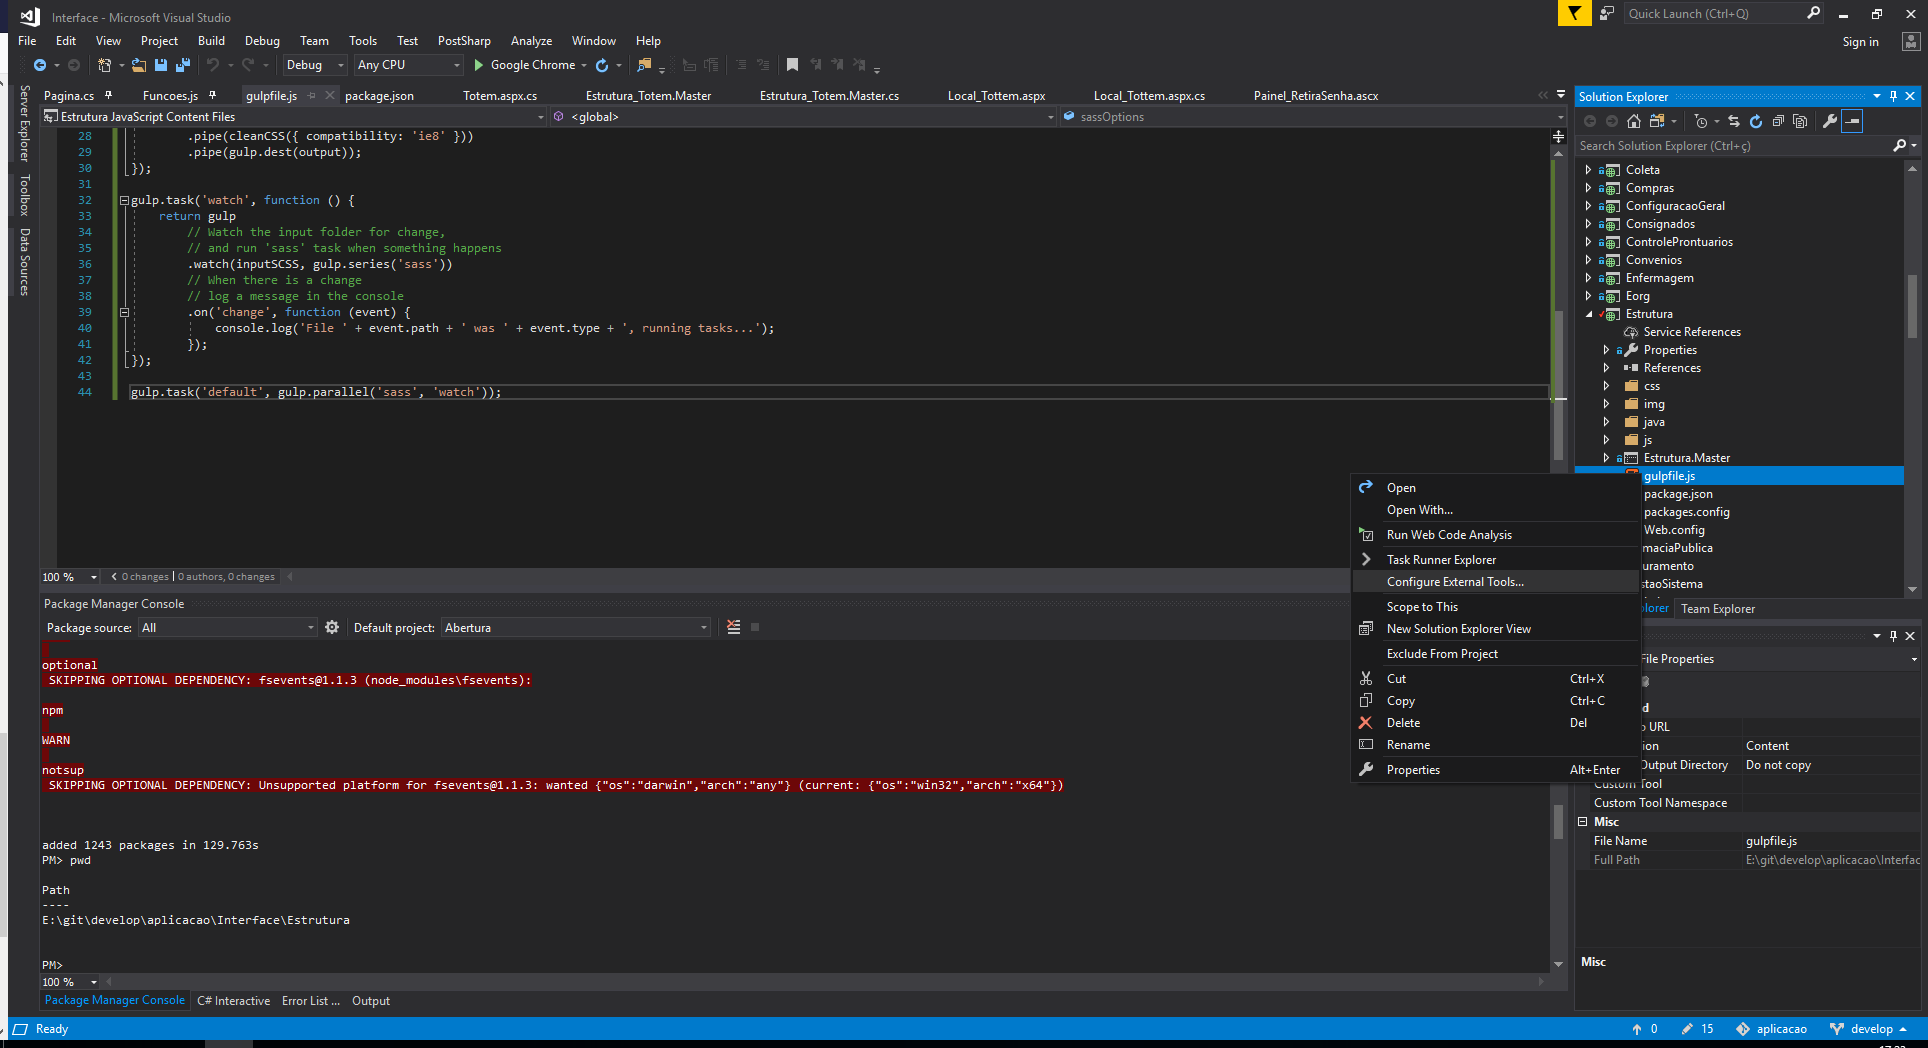 Interface - Microsoft Visual Studio
Quick Launch (Ctrl+Q)
File Edit View Project Build Debug Team Tools Test PostSharp Analyze Window Help
Sign in
Debug Any CPU Google Chrome
Server Explorer
Toolbox
Data Sources
Pagina.cs Funcoes.js gulpfile.js package.json Totem.aspx.cs Estrutura_Totem.Master Estrutura_Totem.Master.cs Local_Tottem.aspx Local_Tottem.aspx.cs Painel_RetiraSenha.ascx
Estrutura JavaScript Content Files <global> sassOptions
28 .pipe(cleanCSS({ compatibility: 'ie8' }))
29 .pipe(gulp.dest(output));
30 });
31
32 gulp.task('watch', function () {
33 return gulp
34 // Watch the input folder for change,
35 // and run 'sass' task when something happens
36 .watch(inputSCSS, gulp.series('sass'))
37 // When there is a change
38 // log a message in the console
39 .on('change', function (event) {
40 console.log('File ' + event.path + ' was ' + event.type + ', running tasks...');
41 });
42 });
43
44 gulp.task('default', gulp.parallel('sass', 'watch'));
100 % 0 changes | 0 authors, 0 changes
Package Manager Console
Package source: All Default project: Abertura
optional
SKIPPING OPTIONAL DEPENDENCY: fsevents@1.1.3 (node_modules\fsevents):
npm
WARN
notsup
SKIPPING OPTIONAL DEPENDENCY: Unsupported platform for fsevents@1.1.3: wanted {"os":"darwin","arch":"any"} (current: {"os":"win32","arch":"x64"})
added 1243 packages in 129.763s
PM> pwd
Path
----
E:\git\develop\aplicacao\Interface\Estrutura
PM>
100 %
Package Manager Console C# Interactive Error List ... Output
Solution Explorer
Search Solution Explorer (Ctrl+ç)
Coleta
Compras
ConfiguracaoGeral
Consignados
ControleProntuarios
Convenios
Enfermagem
Eorg
Estrutura
Service References
Properties
References
css
img
java
js
Estrutura.Master
gulpfile.js
package.json
packages.config
Web.config
maciaPublica
uramento
staoSistema
plorer Team Explorer
Open
Open With...
Run Web Code Analysis
Task Runner Explorer
Configure External Tools...
Scope to This
New Solution Explorer View
Exclude From Project
Cut Ctrl+X
Copy Ctrl+C
Delete Del
Rename
Properties Alt+Enter
File Properties
d
o URL
ion Content
Output Directory Do not copy
Custom Tool
Custom Tool Namespace
Misc
File Name gulpfile.js
Full Path E:\git\develop\aplicacao\Interfac
Misc
Ready
0 15 aplicacao develop